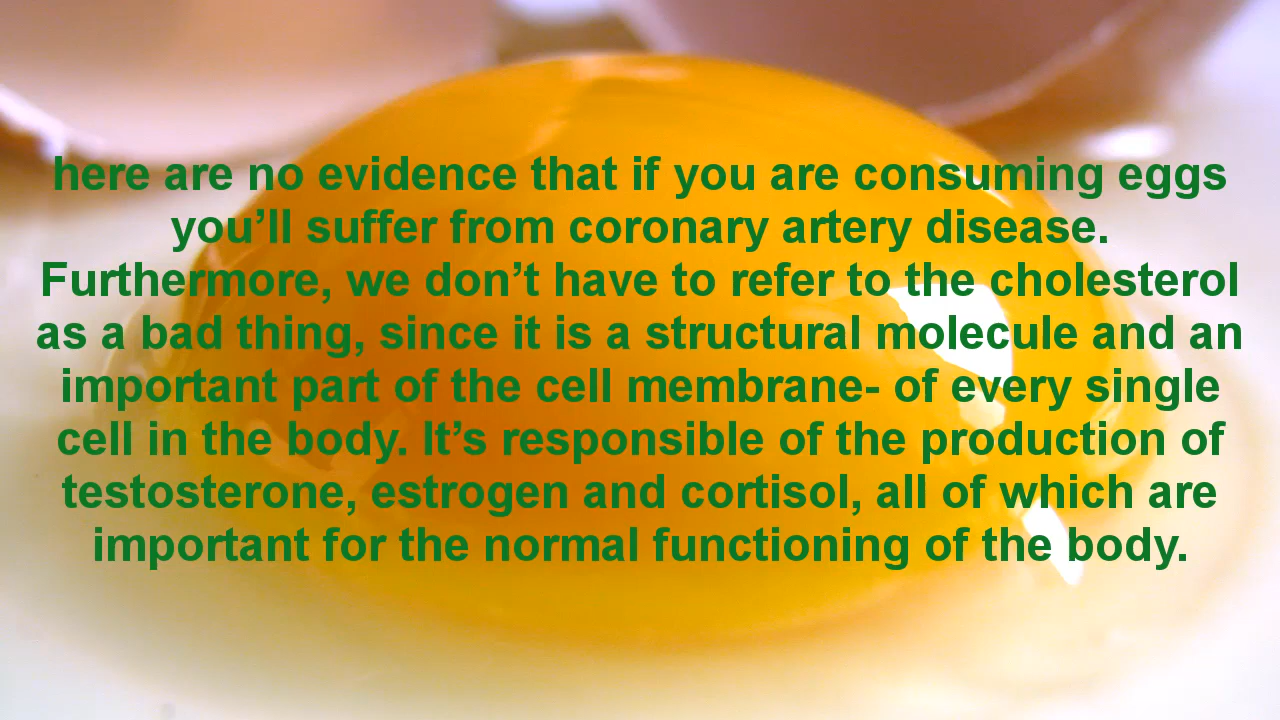 here are no evidence that if you are consuming eggs
you’ll suffer from coronary artery disease.
Furthermore, we don’t have to refer to the cholesterol
as a bad thing, since it is a structural molecule and an
important part of the cell membrane- of every single
cell in the body. It’s responsible of the production of
testosterone, estrogen and cortisol, all of which are
important for the normal functioning of the body.